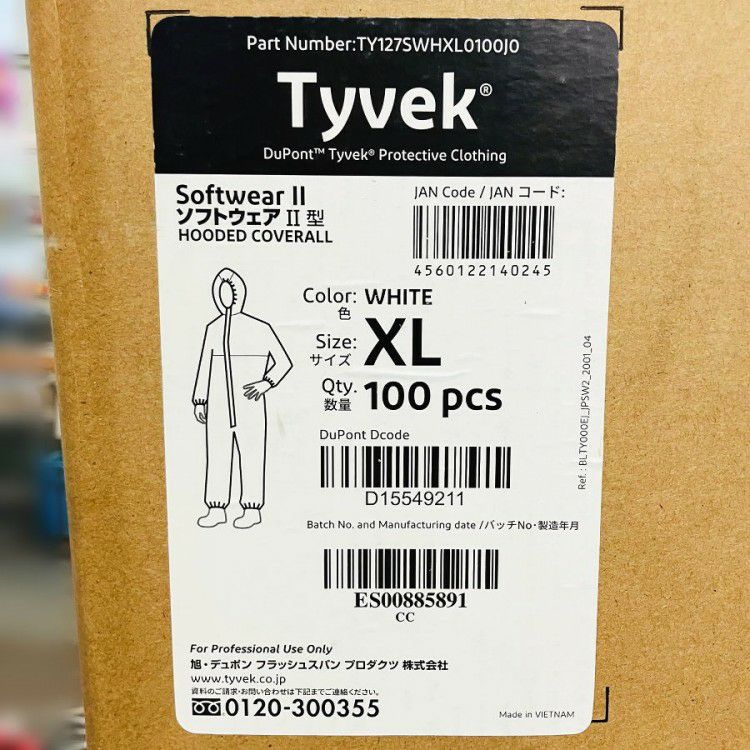 Part Number:TY127SWHXL0100J0
Tyvek®
DuPont™ Tyvek® Protective Clothing
Softwear II
ソフトウェア II 型
HOODED COVERALL
JAN Code / JAN コード:
4560122140245
Color: WHITE
色
Size: XL
サイズ
Qty. 100 pcs
数量
DuPont Dcode
D15549211
Batch No. and Manufacturing date /バッチNo・製造年月
ES00885891
CC
For Professional Use Only
旭・デュポン フラッシュスパン プロダクツ 株式会社
www.tyvek.co.jp
資料のご請求・お問い合わせは下記までご連絡ください。
0120-300355
Made in VIETNAM
Ref.: BLTY000EJ_JPSW2_2001_04